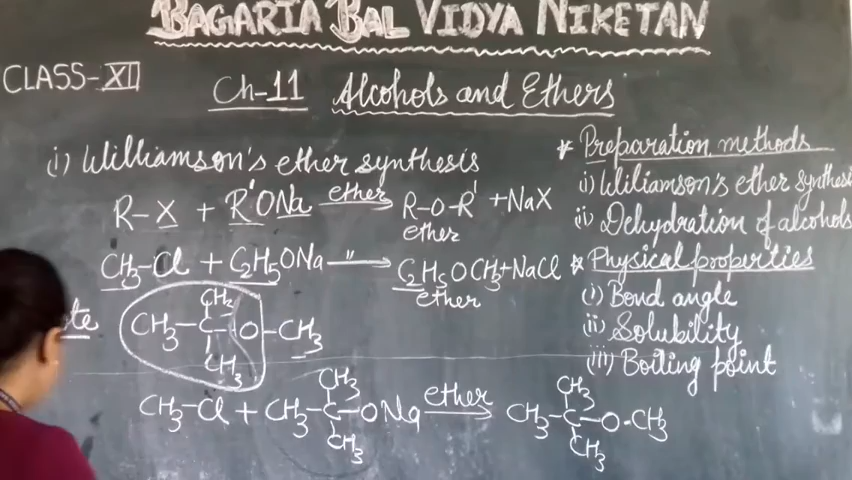 BAGARIA BAL VIDYA NIKETAN
CLASS-XII
Ch-11 Alcohols and Ethers
i) Williamson's ether synthesis
R-X + R'ONa ether→ R-O-R' + NaX
ether
CH3-Cl + C2H5ONa "→ C2H5OCH3 + NaCl
ether
CH3
CH3-C-O-CH3
CH3
CH3 CH3
CH3-Cl + CH3-C-ONa ether→ CH3-C-O-CH3
CH3 CH3
* Preparation methods
(i) Wiliamson's ether synthesi
(ii) Dehydration of alcohols
* Physical properties
(i) Bond angle
(ii) Solubility
(iii) Boiling point